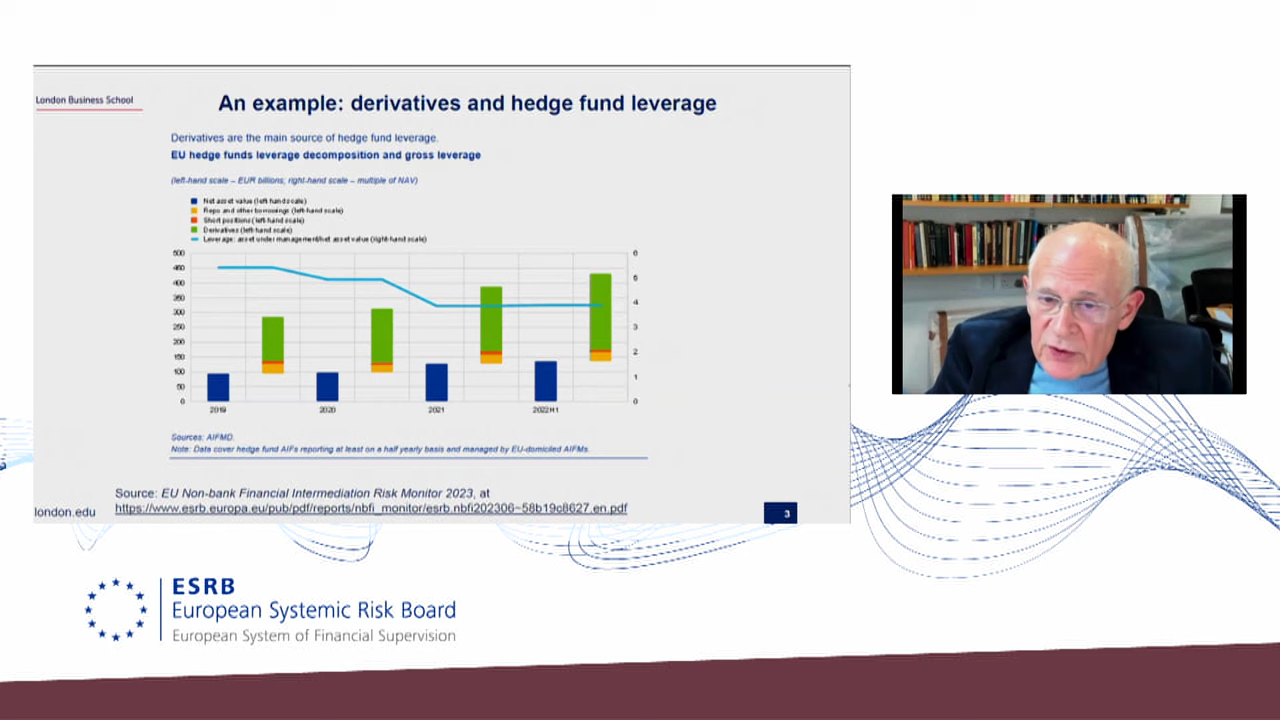 London Business School
An example: derivatives and hedge fund leverage
Derivatives are the main source of hedge fund leverage.
EU hedge funds leverage decomposition and gross leverage
(left-hand scale – EUR billions; right-hand scale – multiple of NAV)
Net asset value (left hand scale)
Repo and other borrowings (left-hand scale)
Short positions (left hand scale)
Derivatives (left hand scale)
Leverage: asset under management/net asset value (right-hand scale)
500
450
400
350
300
250
200
150
100
50
0
6
5
4
3
2
1
0
2019
2020
2021
2022H1
Sources: AIFMD.
Note: Data cover hedge fund AIFs reporting at least on a half yearly basis and managed by EU-domiciled AIFMs.
Source: EU Non-bank Financial Intermediation Risk Monitor 2023, at
https://www.esrb.europa.eu/pub/pdf/reports/nbfi_monitor/esrb.nbfi202306~58b19c8627.en.pdf
london.edu
3
ESRB
European Systemic Risk Board
European System of Financial Supervision